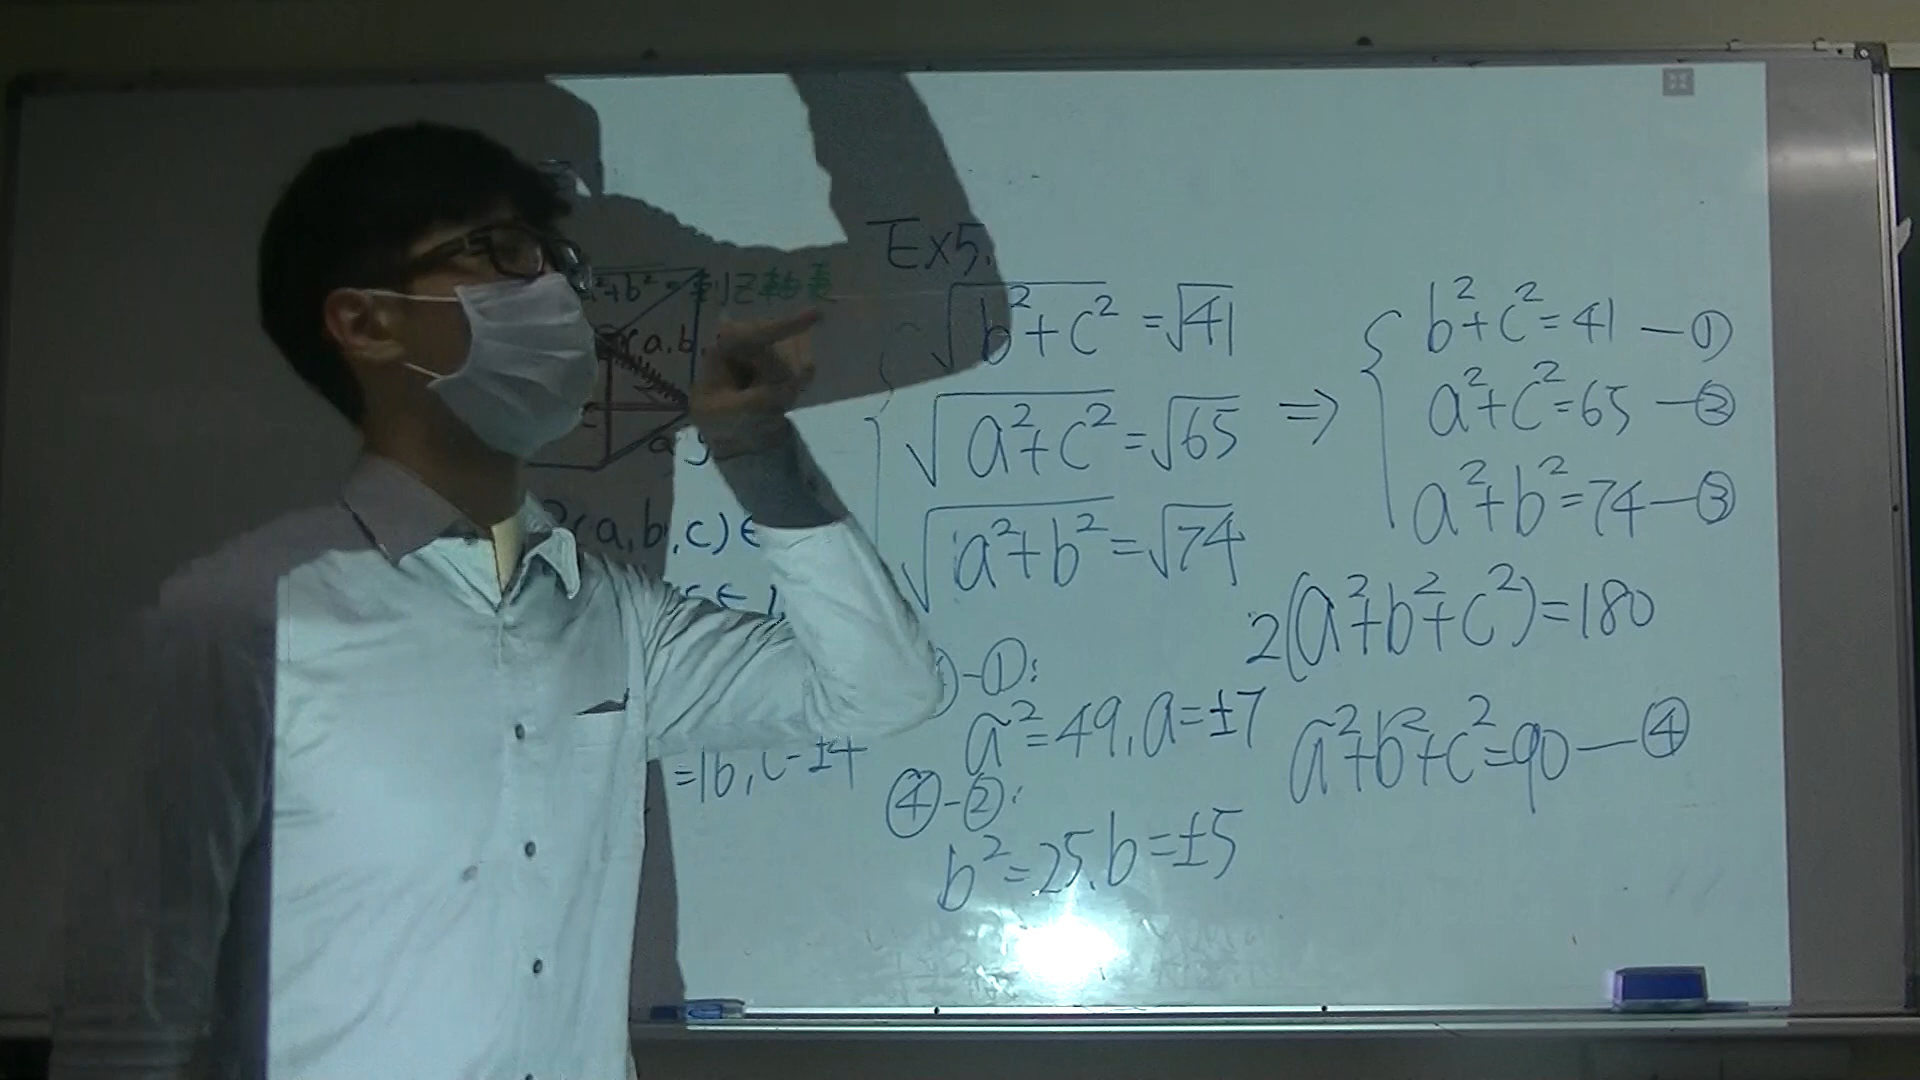 Ex5.
√(b²+c²) = √41
√(a²+c²) = √65
√(a²+b²) = √74
⇒
b²+c²=41 — ①
a²+c²=65 — ②
a²+b²=74 — ③
2(a²+b²+c²)=180
a²+b²+c²=90 — ④
-①:
a²=49, a=±7
④-②:
b²=25, b=±5
=16, c=±4
a²+b² = 到Z軸
(a,b,
a
(a,b,c)∈